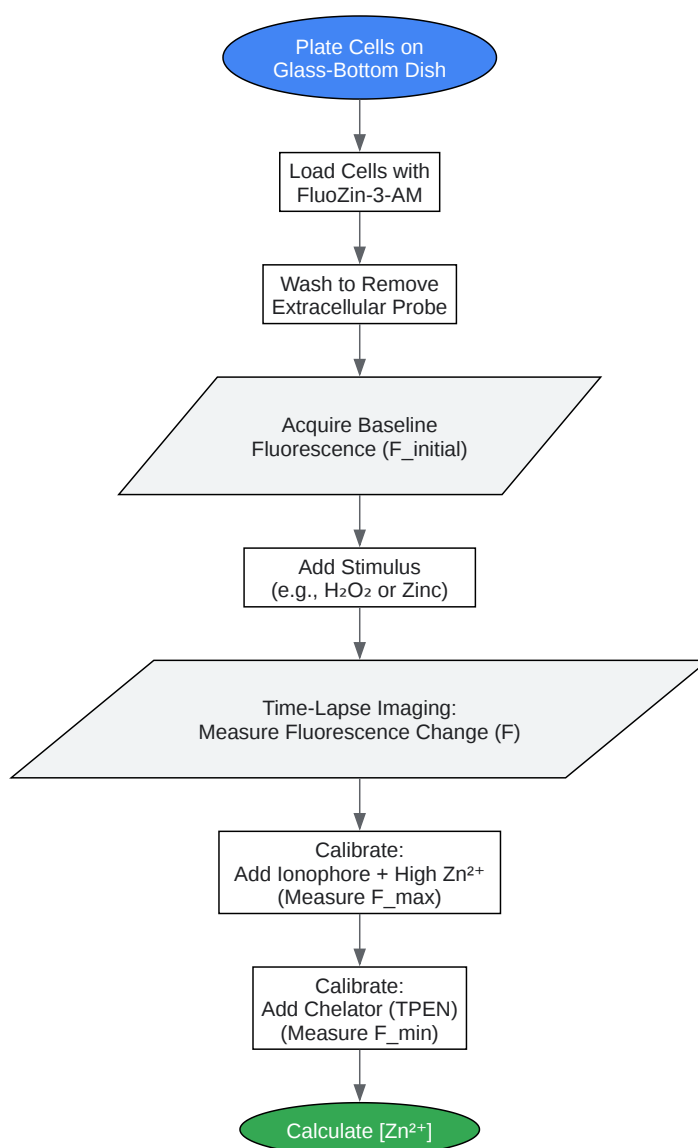 Plate Cells on
Glass-Bottom Dish
Load Cells with
FluoZin-3-AM
Wash to Remove
Extracellular Probe
Acquire Baseline
Fluorescence (F_initial)
Add Stimulus
(e.g., H₂O₂ or Zinc)
Time-Lapse Imaging:
Measure Fluorescence Change (F)
Calibrate:
Add Ionophore + High Zn²⁺
(Measure F_max)
Calibrate:
Add Chelator (TPEN)
(Measure F_min)
Calculate [Zn²⁺]